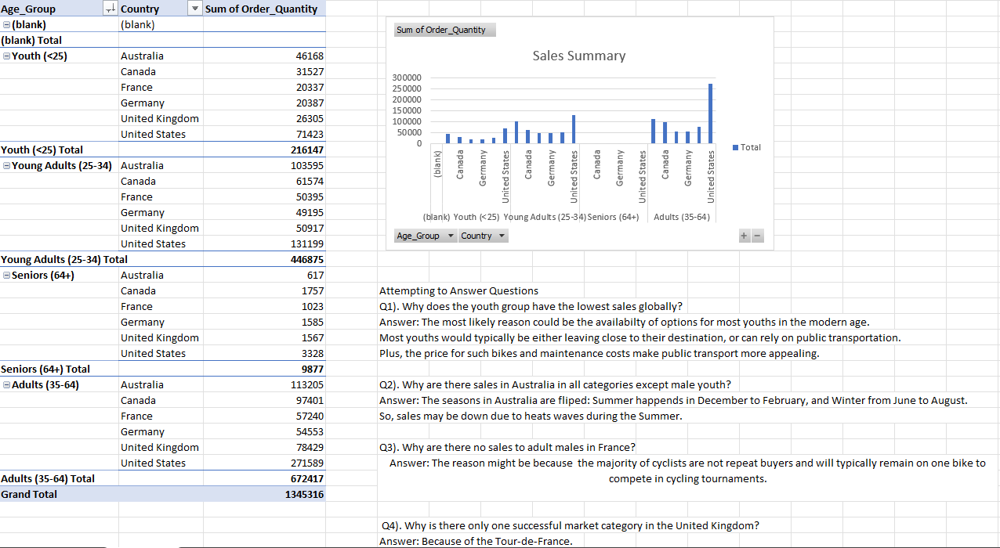 Age_Group Country Sum of Order_Quantity
(blank) (blank)
(blank) Total
Youth (<25) Australia 46168
Canada 31527
France 20337
Germany 20387
United Kingdom 26305
United States 71423
Youth (<25) Total 216147
Young Adults (25-34) Australia 103595
Canada 61574
France 50395
Germany 49195
United Kingdom 50917
United States 131199
Young Adults (25-34) Total 446875
Seniors (64+) Australia 617
Canada 1757
France 1023
Germany 1585
United Kingdom 1567
United States 3328
Seniors (64+) Total 9877
Adults (35-64) Australia 113205
Canada 97401
France 57240
Germany 54553
United Kingdom 78429
United States 271589
Adults (35-64) Total 672417
Grand Total 1345316
Sum of Order_Quantity
Sales Summary
300000
250000
200000
150000
100000
50000
0
(blank) Canada Germany United States Canada Germany United States Canada Germany United States Canada Germany United States
(blank) Youth (<25) Young Adults (25-34) Seniors (64+) Adults (35-64)
Total
Age_Group Country + −
Attempting to Answer Questions
Q1). Why does the youth group have the lowest sales globally?
Answer: The most likely reason could be the availabilty of options for most youths in the modern age.
Most youths would typically be either leaving close to their destination, or can rely on public transportation.
Plus, the price for such bikes and maintenance costs make public transport more appealing.
Q2). Why are there sales in Australia in all categories except male youth?
Answer: The seasons in Australia are fliped: Summer happends in December to February, and Winter from June to August.
So, sales may be down due to heats waves during the Summer.
Q3). Why are there no sales to adult males in France?
Answer: The reason might be because the majority of cyclists are not repeat buyers and will typically remain on one bike to
compete in cycling tournaments.
Q4). Why is there only one successful market category in the United Kingdom?
Answer: Because of the Tour-de-France.